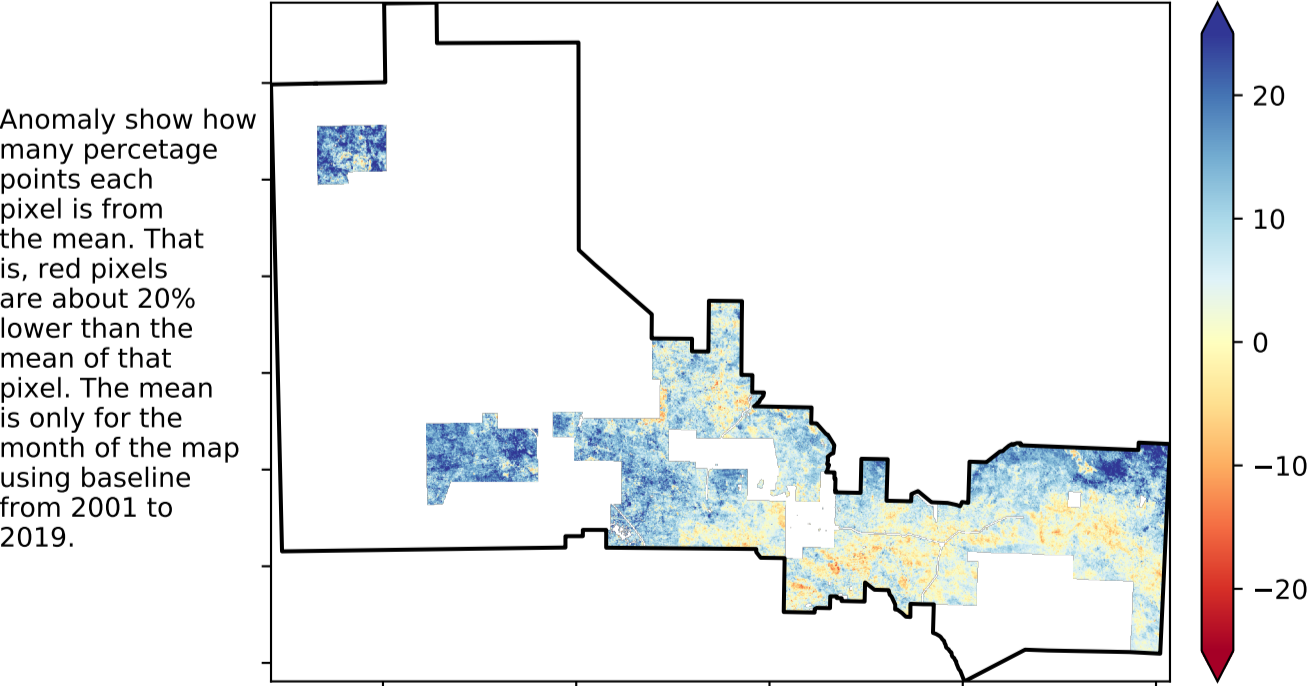 Anomaly show how
many percetage
points each
pixel is from
the mean. That
is, red pixels
are about 20%
lower than the
mean of that
pixel. The mean
is only for the
month of the map
using baseline
from 2001 to
2019.
20
10
0
−10
−20